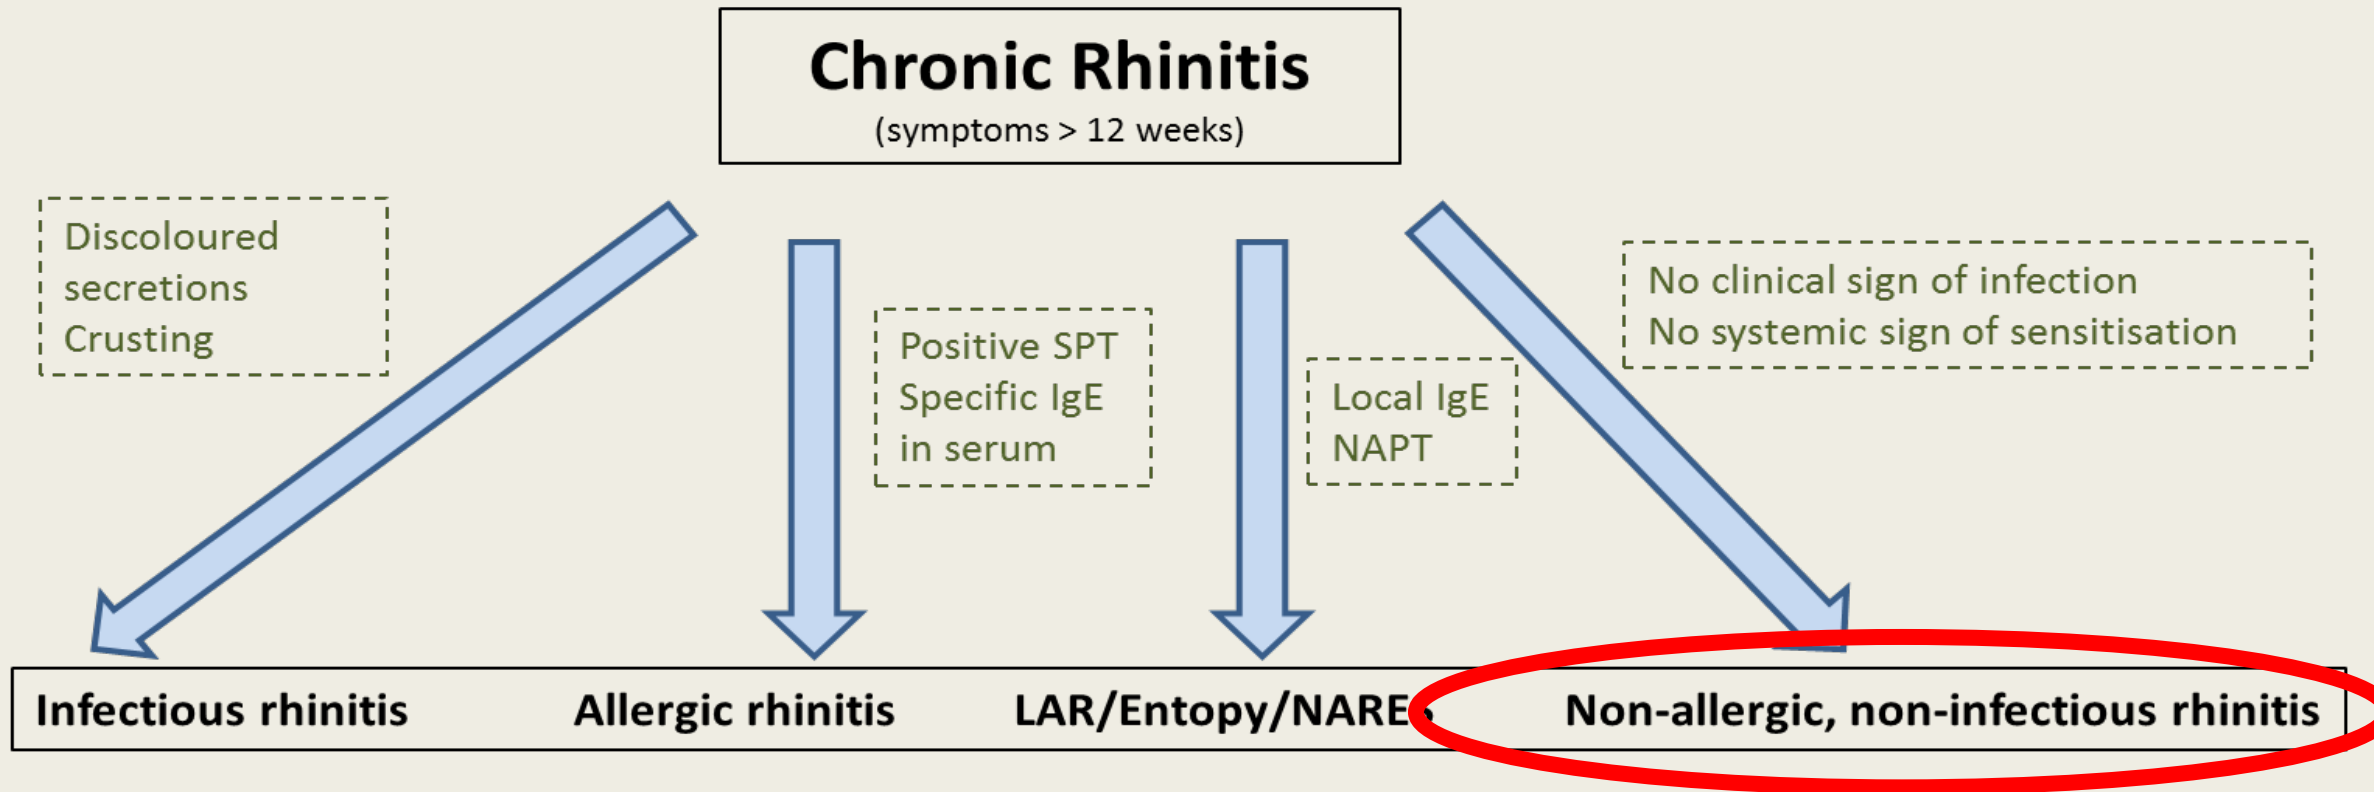 Chronic Rhinitis
(symptoms > 12 weeks)
Discoloured
secretions
Crusting
Positive SPT
Specific IgE
in serum
Local IgE
NAPT
No clinical sign of infection
No systemic sign of sensitisation
Infectious rhinitis
Allergic rhinitis
LAR/Entopy/NARES
Non-allergic, non-infectious rhinitis